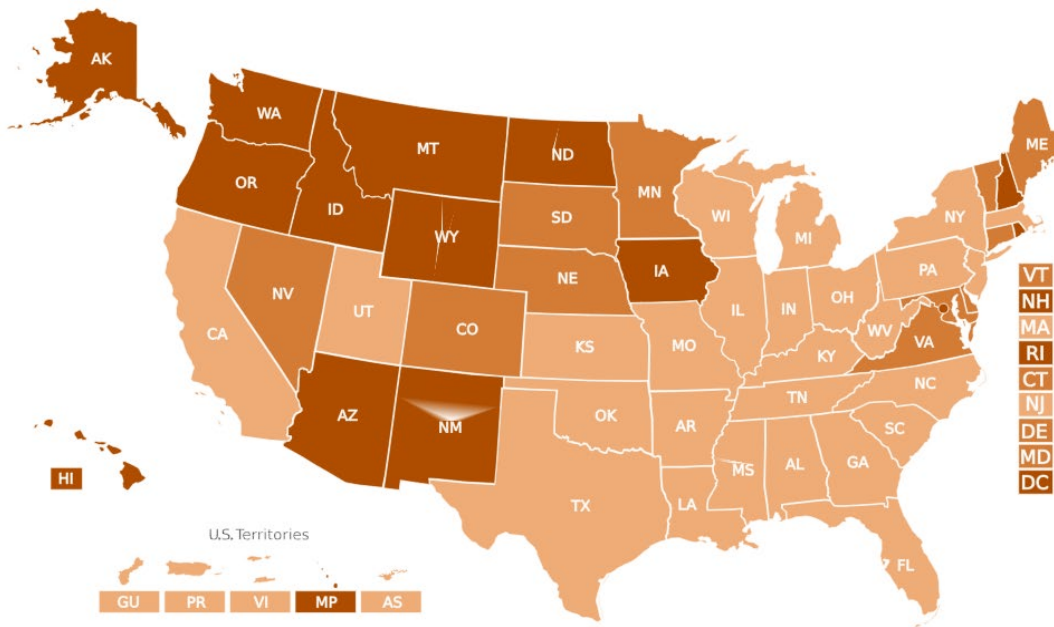 AK
WA
MT
ND
MN
ME
OR
ID
WY
SD
WI
MI
NY
VT
NH
MA
RI
CT
NJ
DE
MD
DC
NV
UT
CO
NE
IA
IL
IN
OH
PA
WV
VA
CA
KS
MO
KY
NC
TN
AZ
NM
OK
AR
SC
HI
TX
LA
MS
AL
GA
FL
U.S. Territories
GU PR VI MP AS